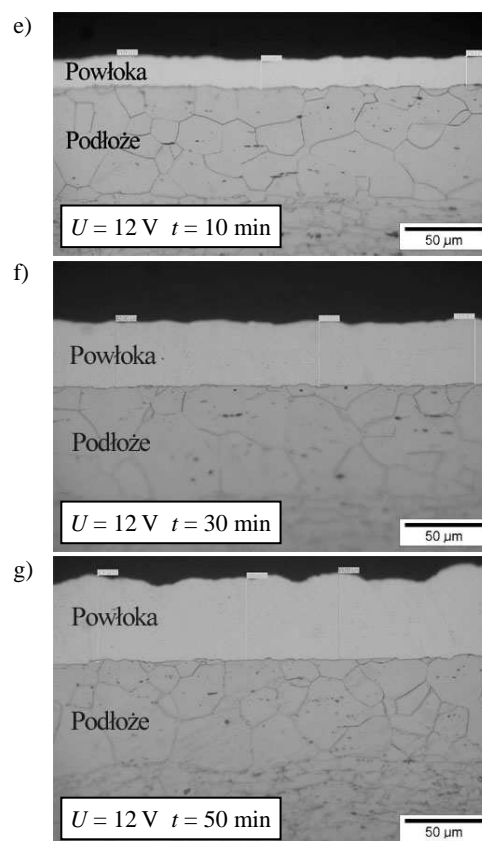 e)
Powłoka
Podłoże
U = 12 V t = 10 min
50 µm
f)
Powłoka
Podłoże
U = 12 V t = 30 min
50 µm
g)
Powłoka
Podłoże
U = 12 V t = 50 min
50 µm